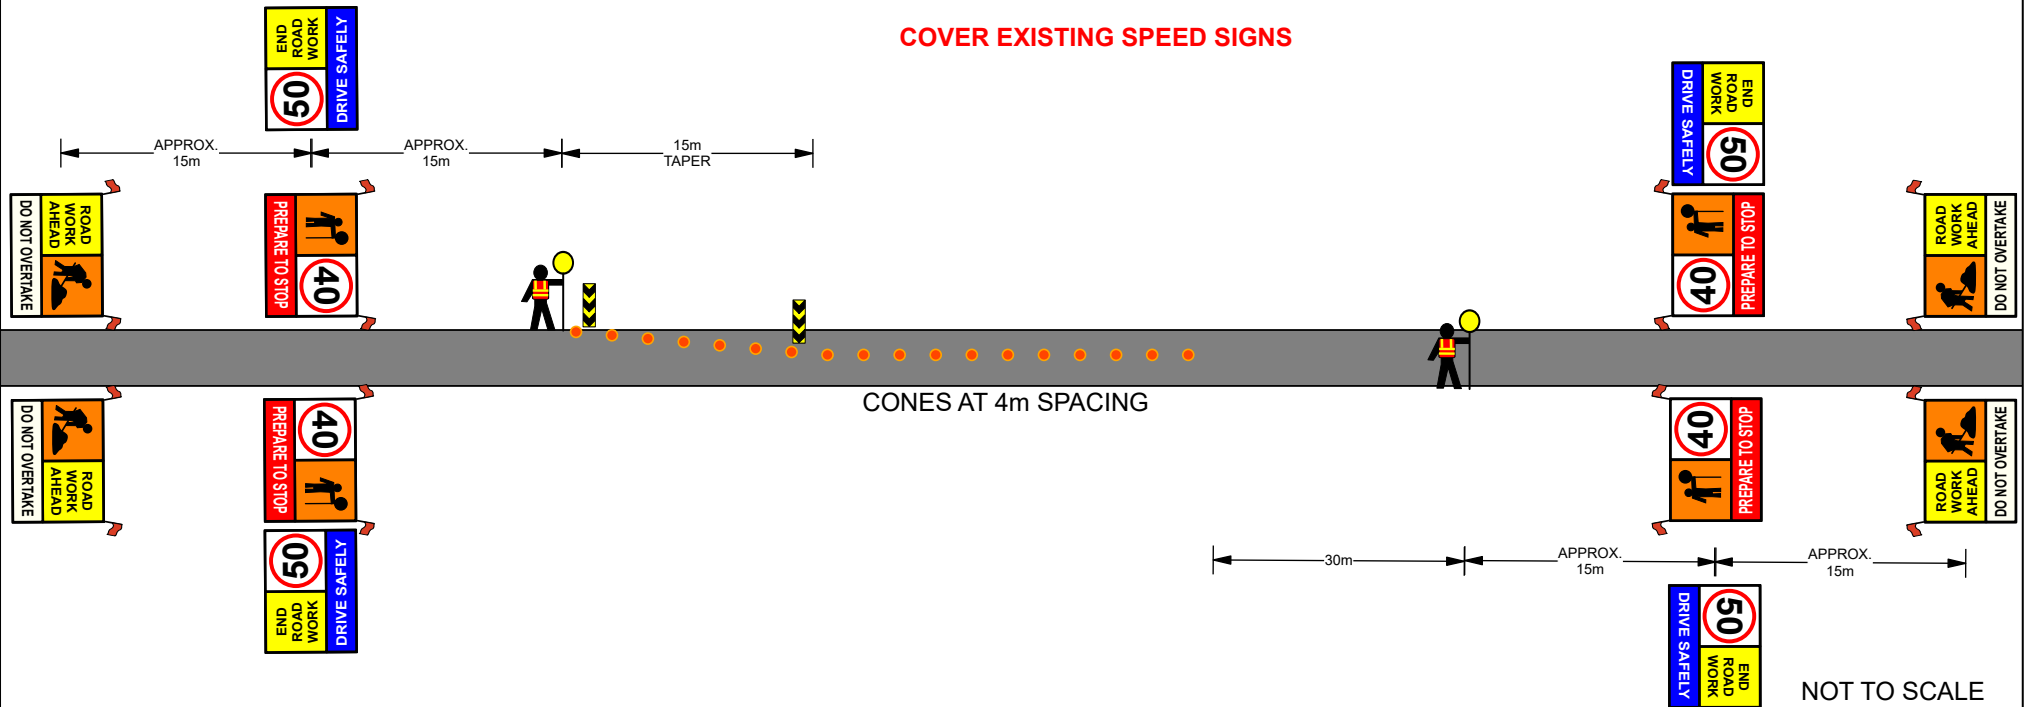 COVER EXISTING SPEED SIGNS
END
ROAD
WORK
50
DRIVE SAFELY
DRIVE SAFELY
END
ROAD
WORK
50
APPROX.
15m
APPROX.
15m
15m
TAPER
DO NOT OVERTAKE
ROAD
WORK
AHEAD
PREPARE TO STOP
40
40
PREPARE TO STOP
ROAD
WORK
AHEAD
DO NOT OVERTAKE
CONES AT 4m SPACING
DO NOT OVERTAKE
ROAD
WORK
AHEAD
PREPARE TO STOP
40
40
PREPARE TO STOP
ROAD
WORK
AHEAD
DO NOT OVERTAKE
50
END
ROAD
WORK
DRIVE SAFELY
30m
APPROX.
15m
APPROX.
15m
DRIVE SAFELY
50
END
ROAD
WORK
NOT TO SCALE